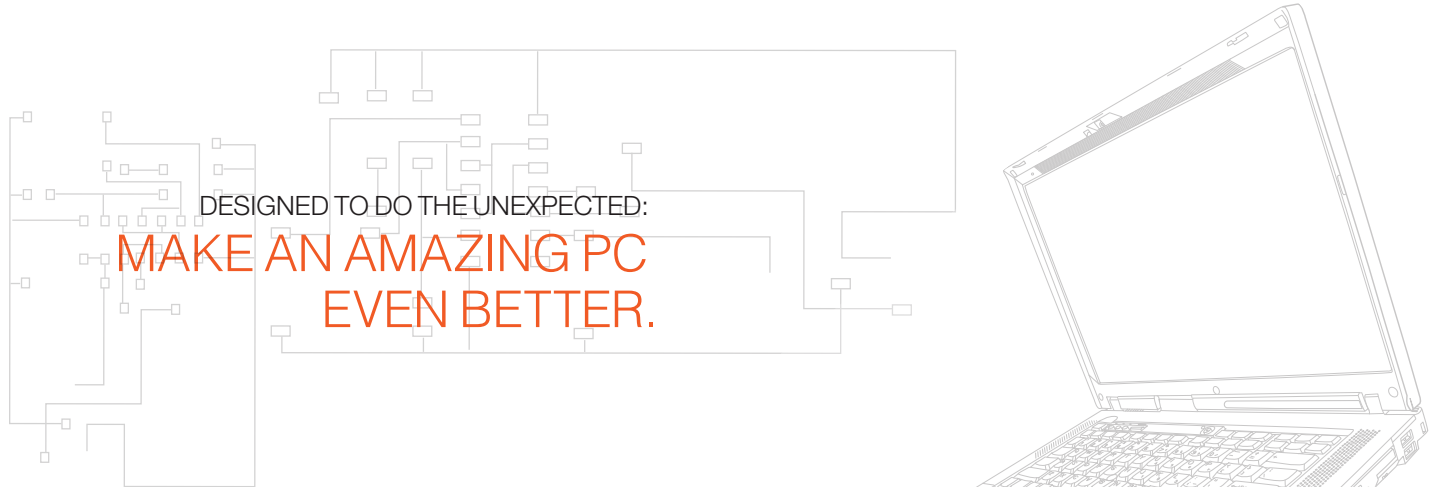 DESIGNED TO DO THE UNEXPECTED:
MAKE AN AMAZING PC
EVEN BETTER.